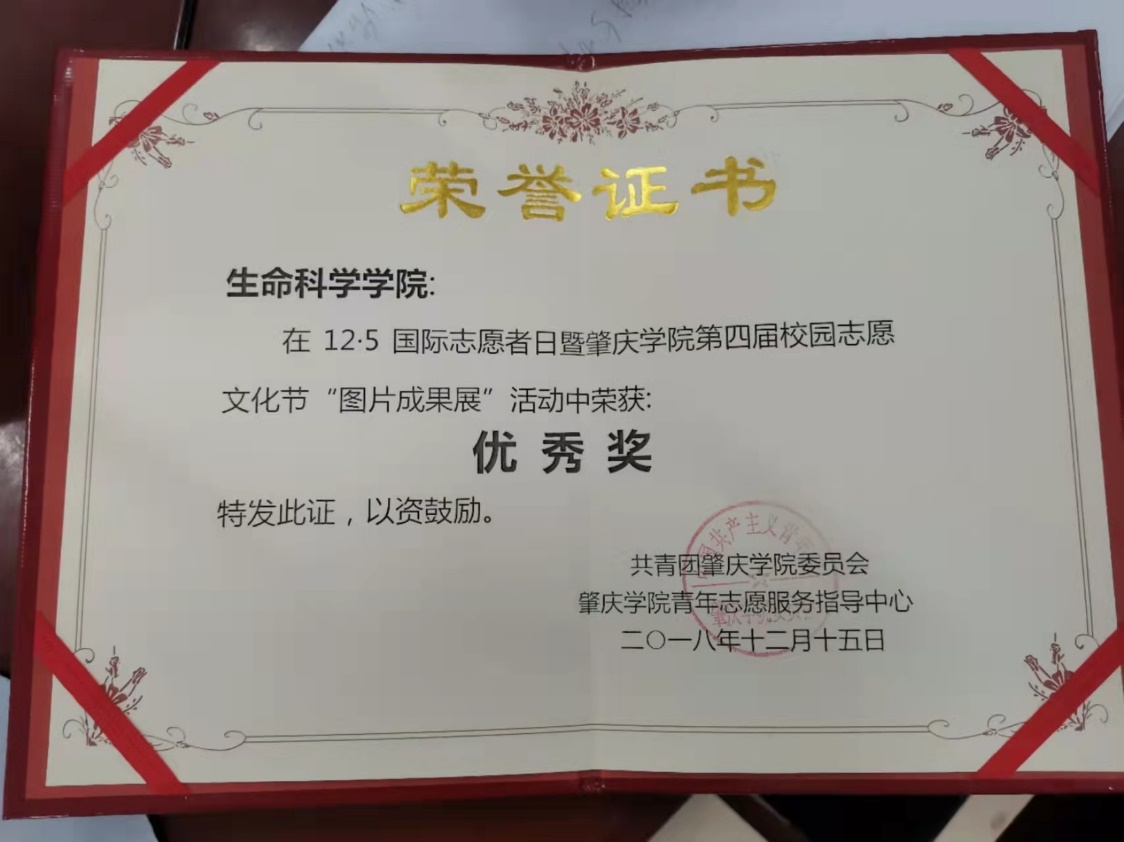 荣誉证书
生命科学学院:
在 12·5 国际志愿者日暨肇庆学院第四届校园志愿
文化节“图片成果展”活动中荣获:
优秀奖
特发此证，以资鼓励。
共青团肇庆学院委员会
肇庆学院青年志愿服务指导中心
二〇一八年十二月十五日